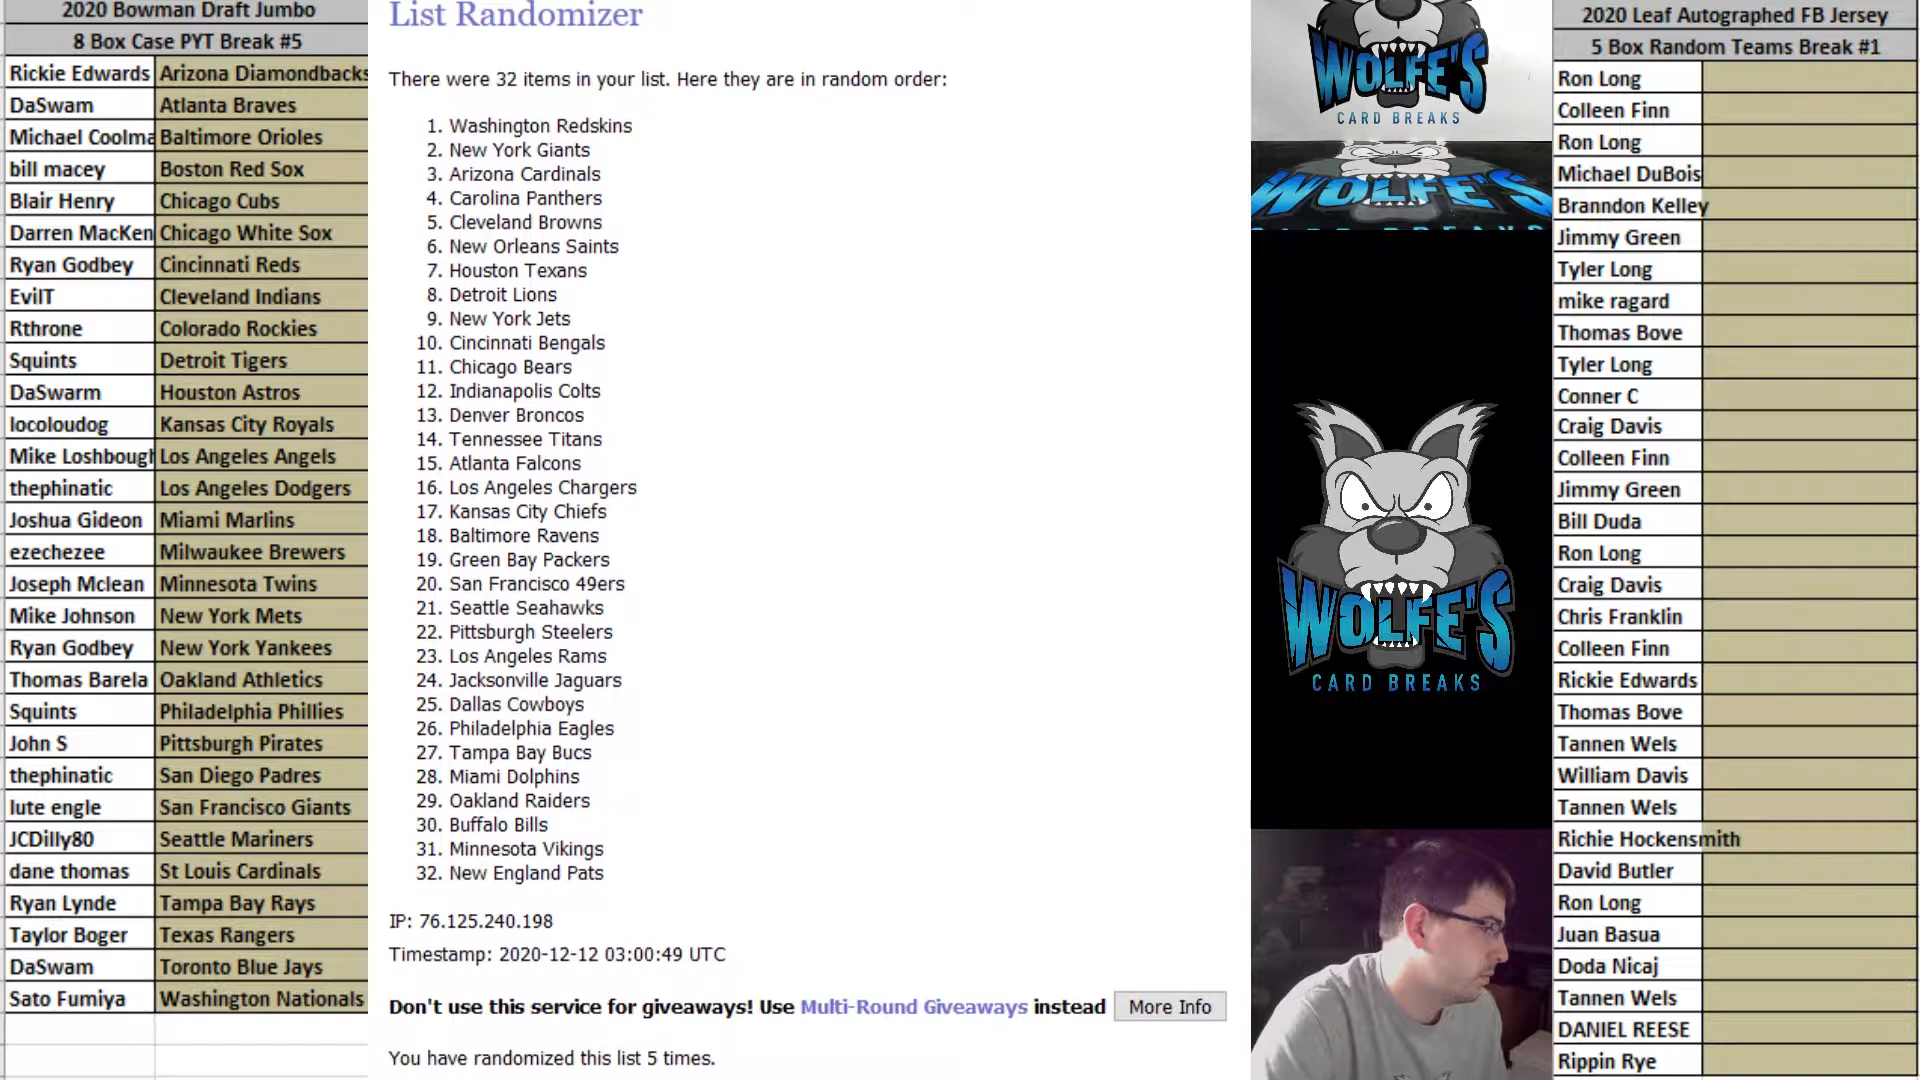 2020 Bowman Draft Jumbo
8 Box Case PYT Break #5
Rickie Edwards Arizona Diamondbacks
DaSwam Atlanta Braves
Michael Coolma Baltimore Orioles
bill macey Boston Red Sox
Blair Henry Chicago Cubs
Darren MacKen Chicago White Sox
Ryan Godbey Cincinnati Reds
EvilT Cleveland Indians
Rthrone Colorado Rockies
Squints Detroit Tigers
DaSwarm Houston Astros
locoloudog Kansas City Royals
Mike Loshbough Los Angeles Angels
thephinatic Los Angeles Dodgers
Joshua Gideon Miami Marlins
ezechezee Milwaukee Brewers
Joseph Mclean Minnesota Twins
Mike Johnson New York Mets
Ryan Godbey New York Yankees
Thomas Barela Oakland Athletics
Squints Philadelphia Phillies
John S Pittsburgh Pirates
thephinatic San Diego Padres
lute engle San Francisco Giants
JCDilly80 Seattle Mariners
dane thomas St Louis Cardinals
Ryan Lynde Tampa Bay Rays
Taylor Boger Texas Rangers
DaSwam Toronto Blue Jays
Sato Fumiya Washington Nationals
List Randomizer
There were 32 items in your list. Here they are in random order:
1. Washington Redskins
2. New York Giants
3. Arizona Cardinals
4. Carolina Panthers
5. Cleveland Browns
6. New Orleans Saints
7. Houston Texans
8. Detroit Lions
9. New York Jets
10. Cincinnati Bengals
11. Chicago Bears
12. Indianapolis Colts
13. Denver Broncos
14. Tennessee Titans
15. Atlanta Falcons
16. Los Angeles Chargers
17. Kansas City Chiefs
18. Baltimore Ravens
19. Green Bay Packers
20. San Francisco 49ers
21. Seattle Seahawks
22. Pittsburgh Steelers
23. Los Angeles Rams
24. Jacksonville Jaguars
25. Dallas Cowboys
26. Philadelphia Eagles
27. Tampa Bay Bucs
28. Miami Dolphins
29. Oakland Raiders
30. Buffalo Bills
31. Minnesota Vikings
32. New England Pats
IP: 76.125.240.198
Timestamp: 2020-12-12 03:00:49 UTC
Don't use this service for giveaways! Use Multi-Round Giveaways instead More Info
You have randomized this list 5 times.
WOLFE'S
CARD BREAKS
WOLFE'S
WOLFE'S
CARD BREAKS
2020 Leaf Autographed FB Jersey
5 Box Random Teams Break #1
Ron Long
Colleen Finn
Ron Long
Michael DuBois
Branndon Kelley
Jimmy Green
Tyler Long
mike ragard
Thomas Bove
Tyler Long
Conner C
Craig Davis
Colleen Finn
Jimmy Green
Bill Duda
Ron Long
Craig Davis
Chris Franklin
Colleen Finn
Rickie Edwards
Thomas Bove
Tannen Wels
William Davis
Tannen Wels
Richie Hockensmith
David Butler
Ron Long
Juan Basua
Doda Nicaj
Tannen Wels
DANIEL REESE
Rippin Rye